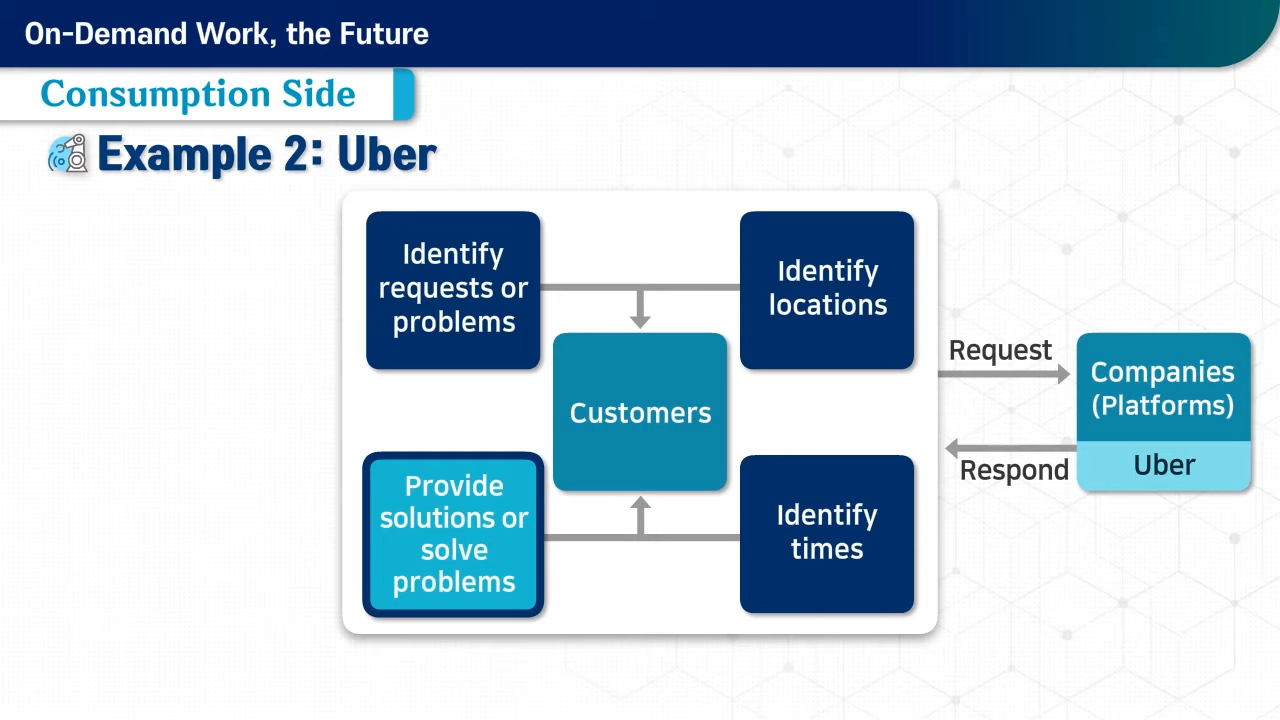 On-Demand Work, the Future
Consumption Side
Example 2: Uber
Identify
requests or
problems
Identify
locations
Customers
Provide
solutions or
solve
problems
Identify
times
Request
Respond
Companies
(Platforms)
Uber